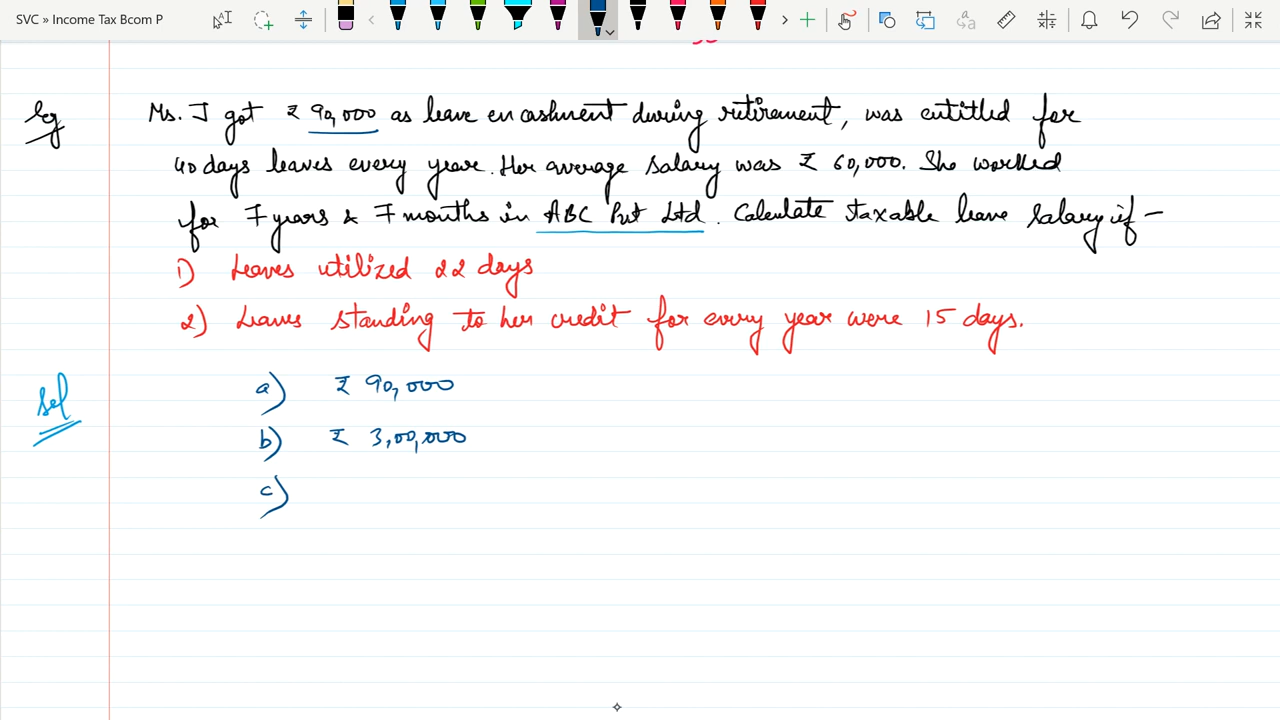 SVC » Income Tax Bcom P
Eg Ms. J got ₹ 90,000 as leave encashment during retirement, was entitled for
40 days leaves every year. Her average salary was ₹ 60,000. She worked
for 7 years & 7 months in ABC Pvt Ltd. Calculate taxable leave salary if —
1) Leaves utilized 22 days
2) Leaves standing to her credit for every year were 15 days.
Sol a) ₹ 90,000
b) ₹ 3,00,000
c)